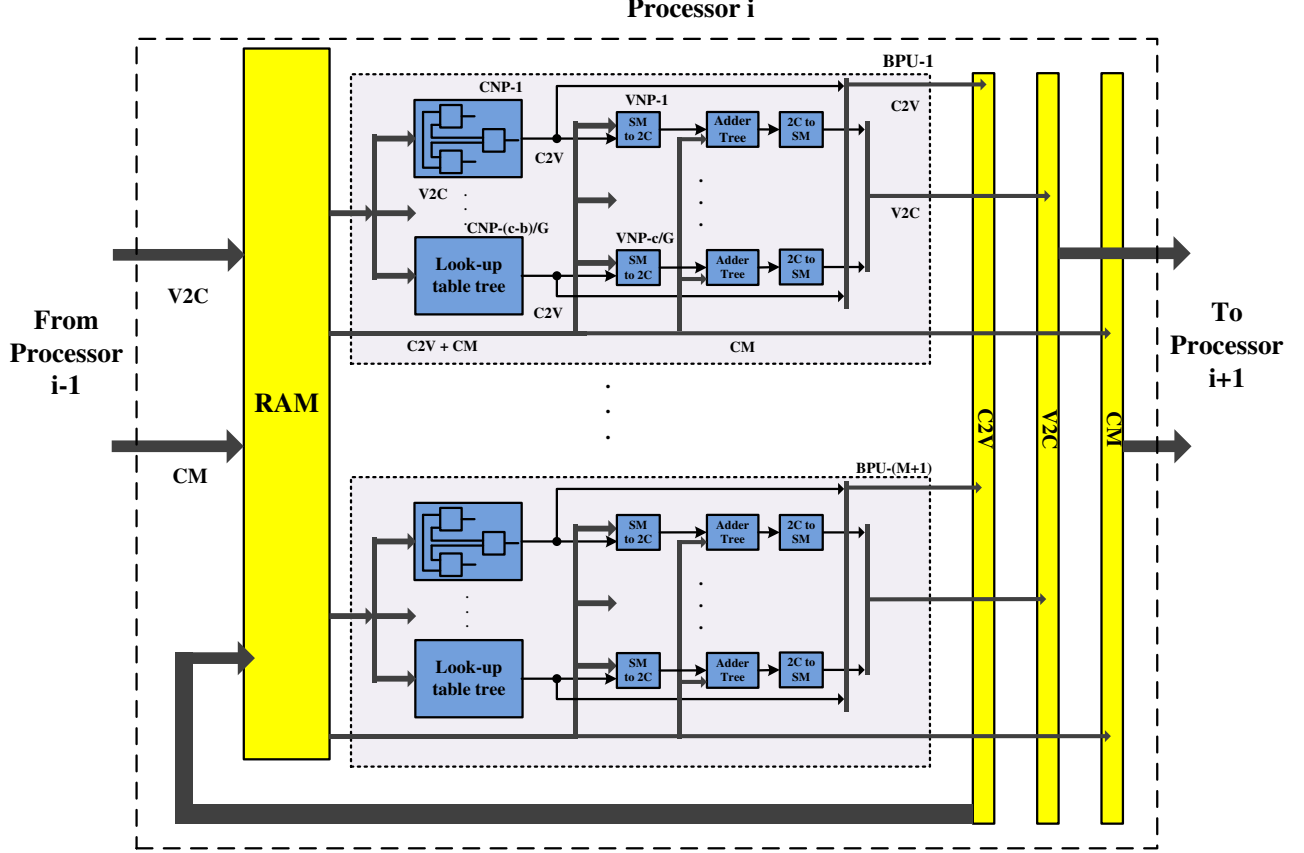 Processor i
BPU-1
CNP-1
VNP-1
C2V
SM
to 2C
Adder
Tree
2C to
SM
C2V
V2C
CNP-(c-b)/G
VNP-c/G
V2C
Look-up
table tree
SM
to 2C
Adder
Tree
2C to
SM
C2V
V2C
From
Processor
i-1
To
Processor
i+1
C2V + CM
CM
RAM
C2V
V2C
CM
CM
BPU-(M+1)
SM
to 2C
Adder
Tree
2C to
SM
Look-up
table tree
SM
to 2C
Adder
Tree
2C to
SM